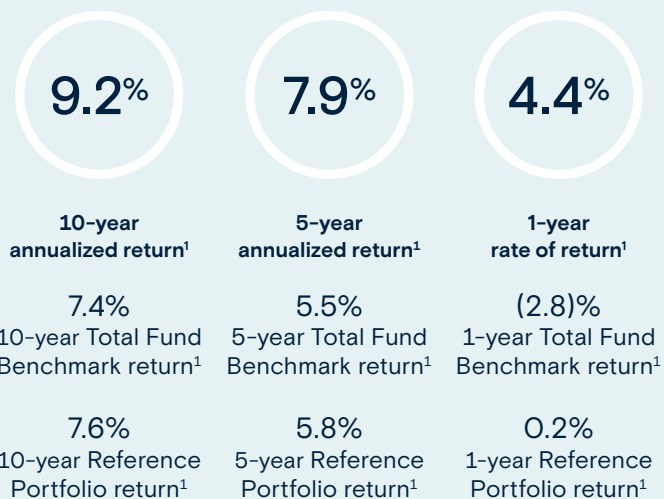 9.2%
10-year
annualized return¹
7.4%
10-year Total Fund
Benchmark return¹
7.6%
10-year Reference
Portfolio return¹
7.9%
5-year
annualized return¹
5.5%
5-year Total Fund
Benchmark return¹
5.8%
5-year Reference
Portfolio return¹
4.4%
1-year
rate of return¹
(2.8)%
1-year Total Fund
Benchmark return¹
0.2%
1-year Reference
Portfolio return¹